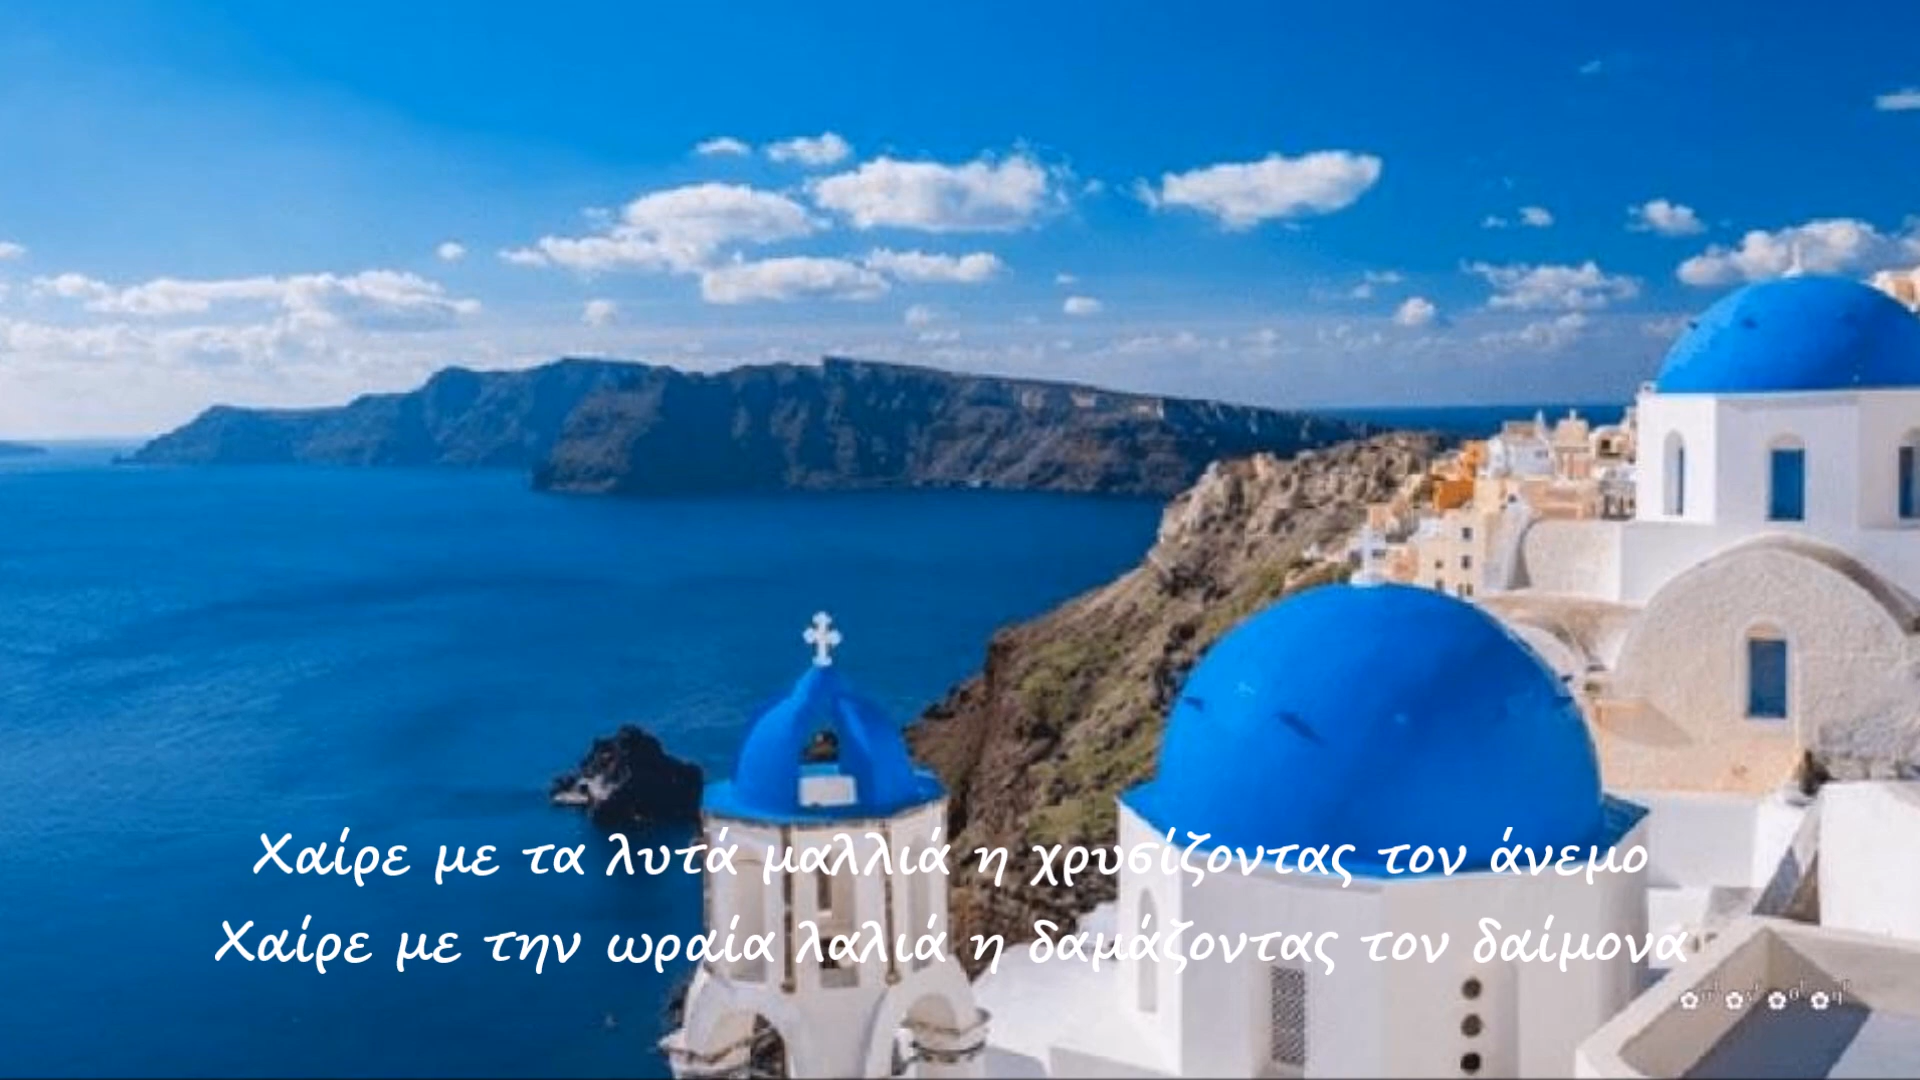 Χαίρε με τα λυτά μαλλιά η χρυσίζοντας τον άνεμο
Χαίρε με την ωραία λαλιά η δαμάζοντας τον δαίμονα